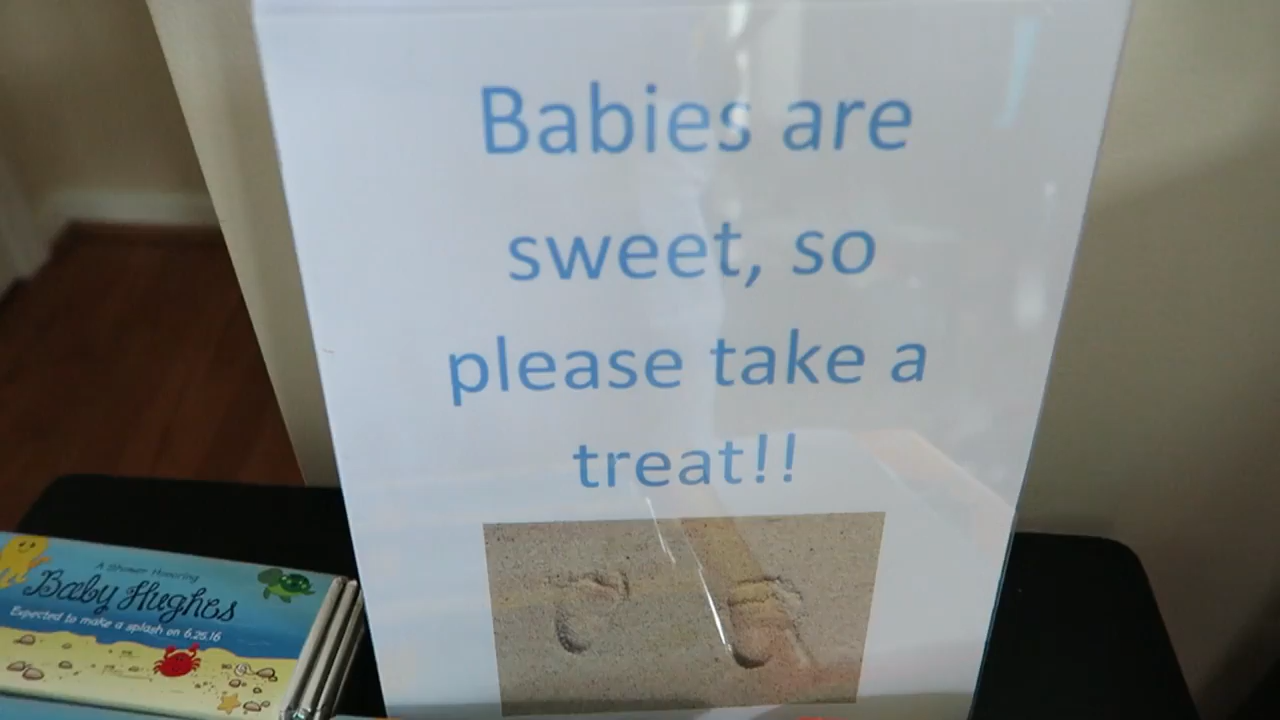 Babies are
sweet, so
please take a
treat!!
A Shower Honoring
Baby Hughes
Expected to make a splash on 6.25.16